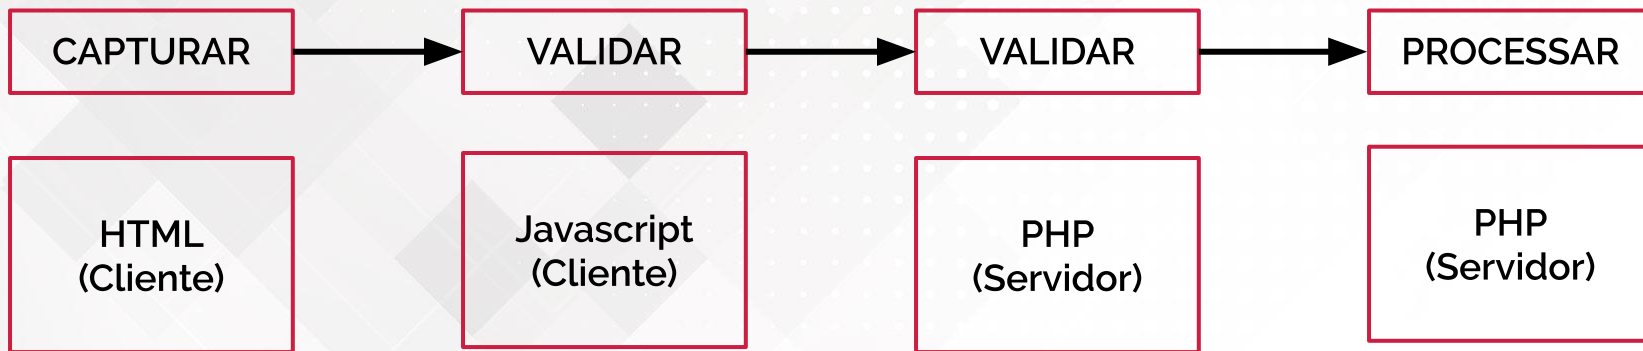 CAPTURAR
VALIDAR
VALIDAR
PROCESSAR
HTML
(Cliente)
Javascript
(Cliente)
PHP
(Servidor)
PHP
(Servidor)